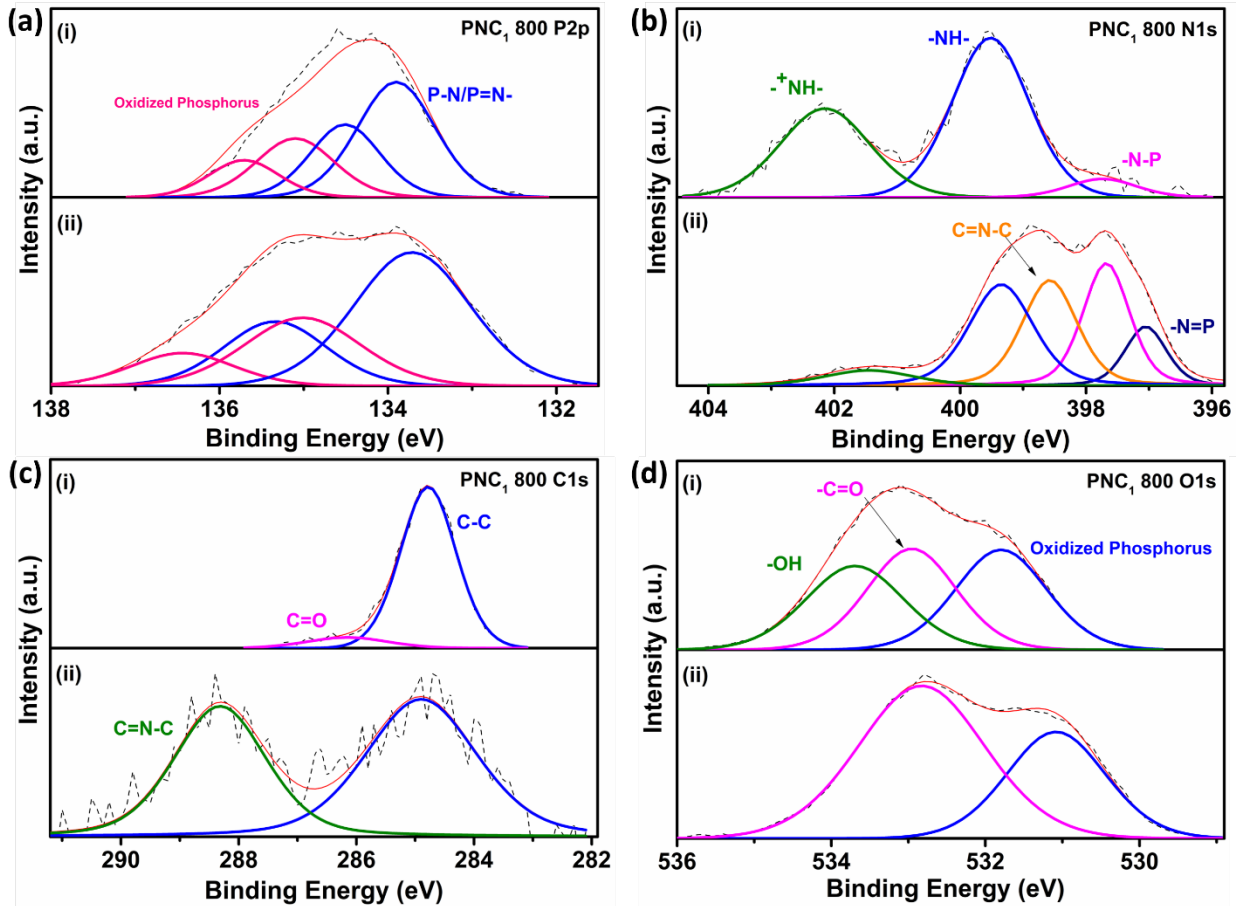 (a)
(i)
PNC₁ 800 P2p
Oxidized Phosphorus
P-N/P=N-
(ii)
Intensity (a.u.)
138 136 134 132
Binding Energy (eV)
(b)
(i)
PNC₁ 800 N1s
-NH-
-⁺NH-
-N-P
(ii)
C=N-C
-N=P
Intensity (a.u.)
404 402 400 398 396
Binding Energy (eV)
(c)
(i)
PNC₁ 800 C1s
C-C
C=O
(ii)
C=N-C
Intensity (a.u.)
290 288 286 284 282
Binding Energy (eV)
(d)
(i)
PNC₁ 800 O1s
-C=O
Oxidized Phosphorus
-OH
(ii)
Intensity (a.u.)
536 534 532 530
Binding Energy (eV)